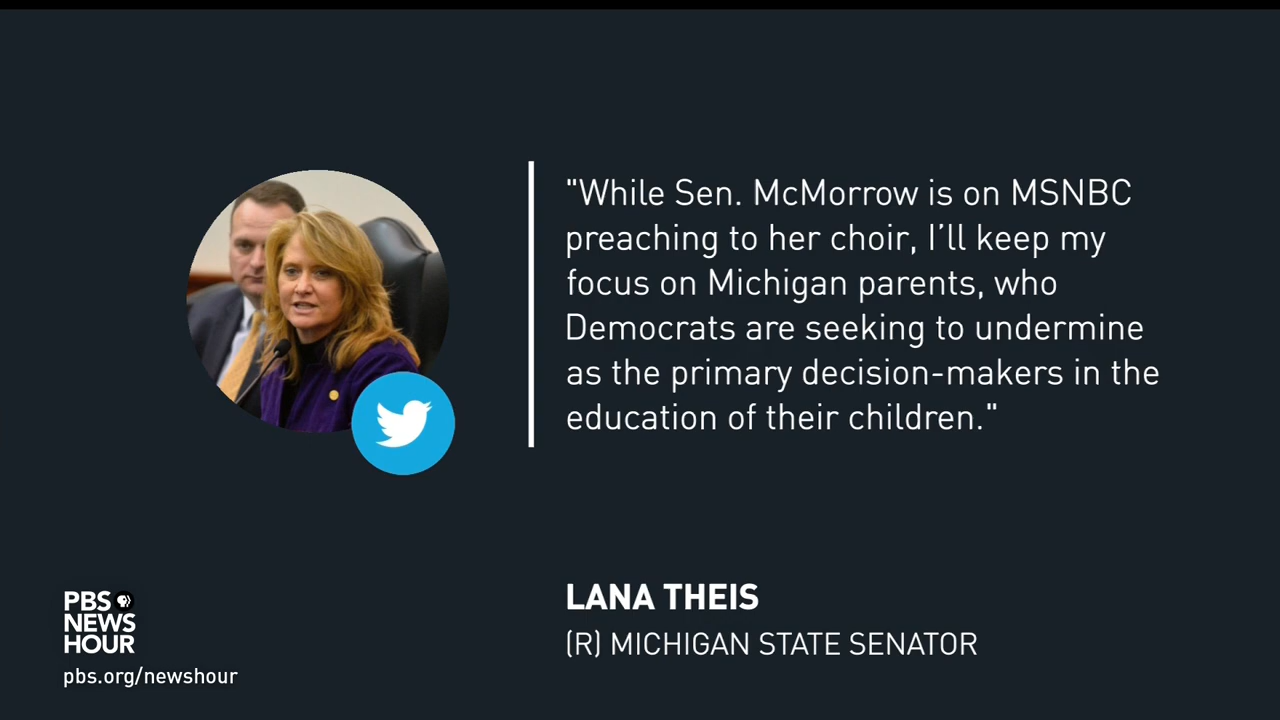 "While Sen. McMorrow is on MSNBC
preaching to her choir, I’ll keep my
focus on Michigan parents, who
Democrats are seeking to undermine
as the primary decision-makers in the
education of their children."
LANA THEIS
(R) MICHIGAN STATE SENATOR
PBS
NEWS
HOUR
pbs.org/newshour